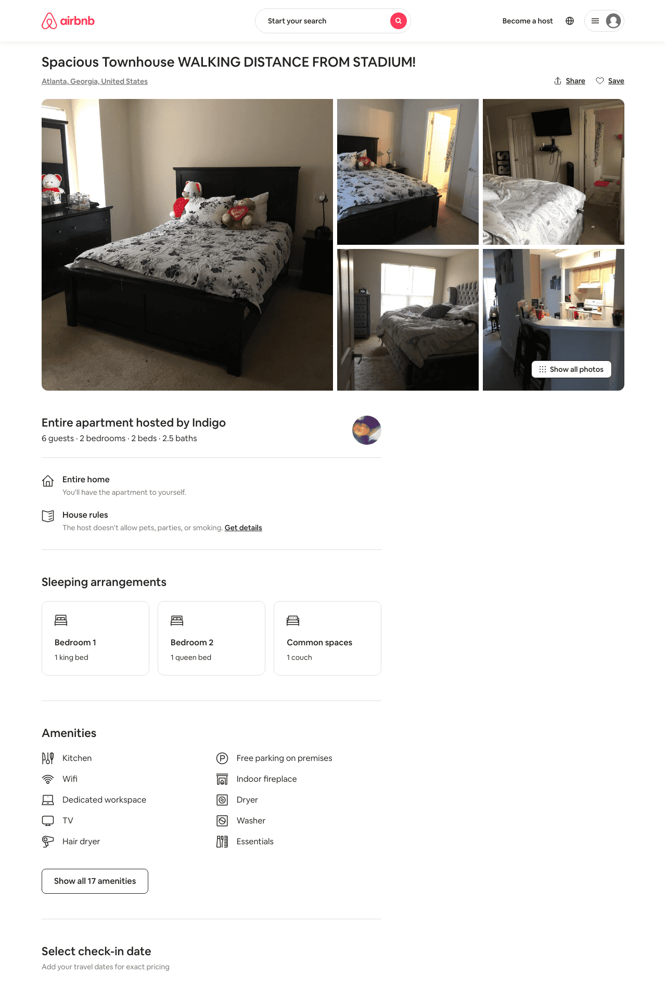 airbnb
Start your search
Become a host
Spacious Townhouse WALKING DISTANCE FROM STADIUM!
Atlanta, Georgia, United States
Share
Save
Show all photos
Entire apartment hosted by Indigo
6 guests · 2 bedrooms · 2 beds · 2.5 baths
Entire home
You’ll have the apartment to yourself.
House rules
The host doesn’t allow pets, parties, or smoking. Get details
Sleeping arrangements
Bedroom 1
1 king bed
Bedroom 2
1 queen bed
Common spaces
1 couch
Amenities
Kitchen
Free parking on premises
Wifi
Indoor fireplace
Dedicated workspace
Dryer
TV
Washer
Hair dryer
Essentials
Show all 17 amenities
Select check-in date
Add your travel dates for exact pricing